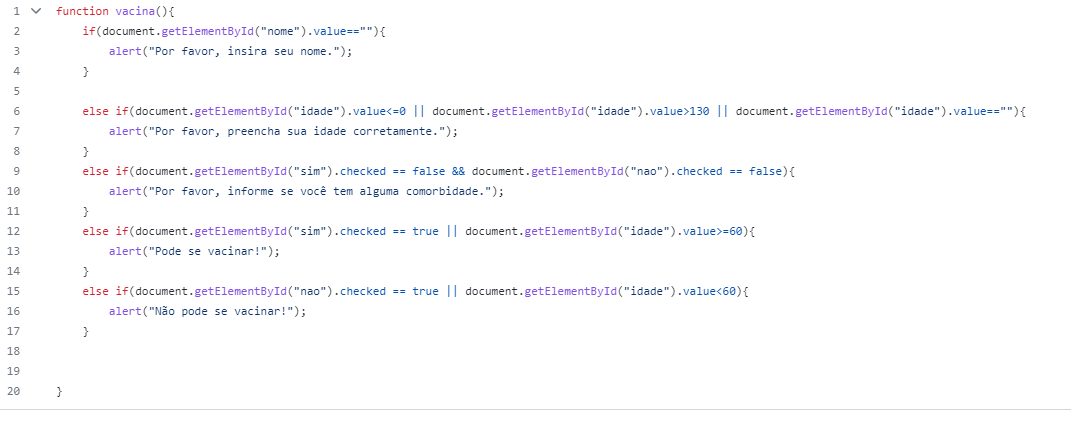 1 function vacina(){
2 if(document.getElementById("nome").value==""){
3 alert("Por favor, insira seu nome.");
4 }
5
6 else if(document.getElementById("idade").value<=0 || document.getElementById("idade").value>130 || document.getElementById("idade").value==""){
7 alert("Por favor, preencha sua idade corretamente.");
8 }
9 else if(document.getElementById("sim").checked == false && document.getElementById("nao").checked == false){
10 alert("Por favor, informe se você tem alguma comorbidade.");
11 }
12 else if(document.getElementById("sim").checked == true || document.getElementById("idade").value>=60){
13 alert("Pode se vacinar!");
14 }
15 else if(document.getElementById("nao").checked == true || document.getElementById("idade").value<60){
16 alert("Não pode se vacinar!");
17 }
18
19
20 }